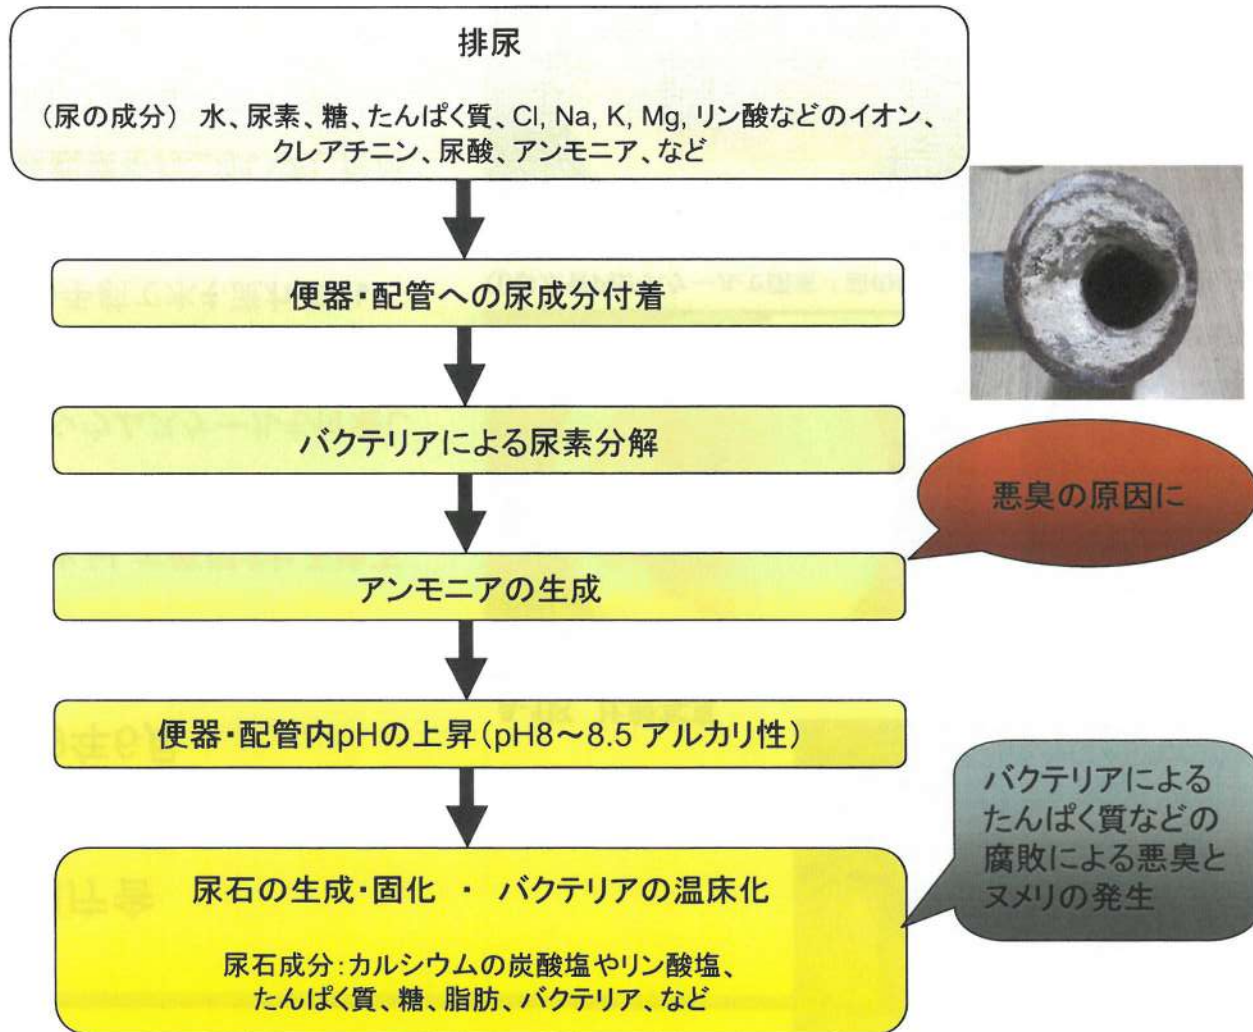 排尿
(尿の成分) 水、尿素、糖、たんぱく質、Cl, Na, K, Mg, リン酸などのイオン、
クレアチニン、尿酸、アンモニア、など
便器・配管への尿成分付着
バクテリアによる尿素分解
悪臭の原因に
アンモニアの生成
便器・配管内pHの上昇(pH8～8.5 アルカリ性)
バクテリアによる
たんぱく質などの
腐敗による悪臭と
ヌメリの発生
尿石の生成・固化 ・ バクテリアの温床化
尿石成分:カルシウムの炭酸塩やリン酸塩、
たんぱく質、糖、脂肪、バクテリア、など